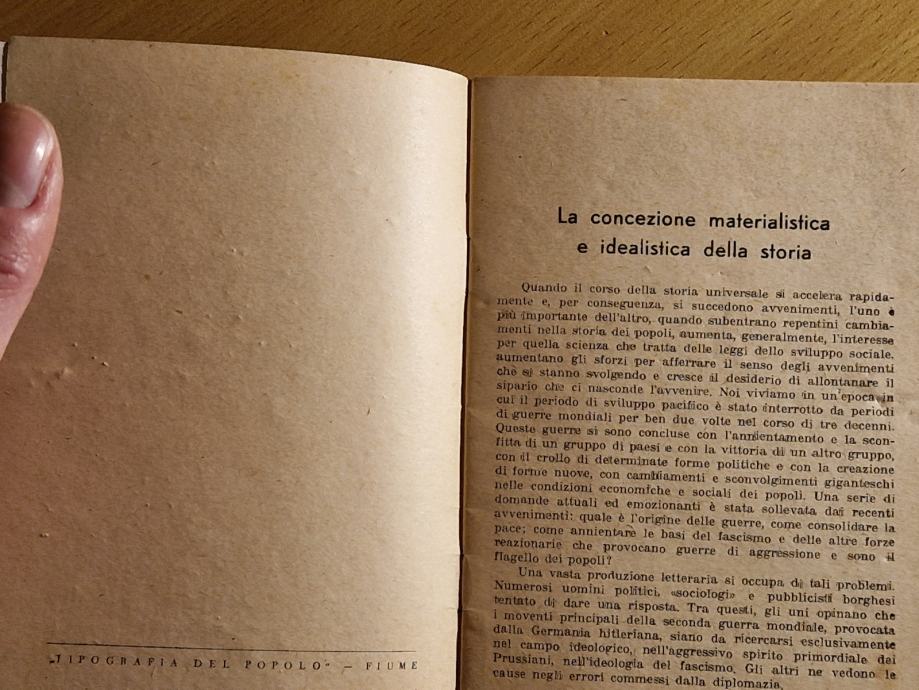 „TIPOGRAFIA DEL POPOLO" — FIUME
La concezione materialistica
e idealistica della storia
Quando il corso della storia universale si accelera rapida-
mente e, per conseguenza, si succedono avvenimenti, l'uno è
più importante dell'altro, quando subentrano repentini cambia-
menti nella storia dei popoli, aumenta, generalmente, l'interesse
per quella scienza che tratta delle leggi dello sviluppo sociale,
aumentano gli sforzi per afferrare il senso degli avvenimenti
chè si stanno svolgendo e cresce il desiderio di allontanare il
sipario che ci nasconde l'avvenire. Noi viviamo in un'epoca in
cui il periodo di sviluppo pacifico è stato interrotto da periodi
di guerre mondiali per ben due volte nel corso di tre decenni.
Queste guerre si sono concluse con l'annientamento e la scon-
fitta di un gruppo di paesi e con la vittoria di un altro gruppo,
con il crollo di determinate forme politiche e con la creazione
di forme nuove, con cambiamenti e sconvolgimenti giganteschi
nelle condizioni economiche e sociali dei popoli. Una serie di
domande attuali ed emozionanti è stata sollevata dai recenti
avvenimenti: quale è l'origine delle guerre, come consolidare la
pace; come annientare le basi del fascismo e delle altre forze
reazionarie che provocano guerre di aggressione e sono il
flagello dei popoli?
Una vasta produzione letteraria si occupa di tali problemi.
Numerosi uomini politici, «sociologi» e pubblicisti borghesi
tentato di dare una risposta. Tra questi, gli uni opinano che
i moventi principali della seconda guerra mondiale, provocata
dalla Germania hitleriana, siano da ricercarsi esclusivamente
nel campo ideologico, nell'aggressivo spirito primordiale dei
Prussiani, nell'ideologia del fascismo. Gli altri ne vedono le
cause negli errori commessi dalla diplomazia.